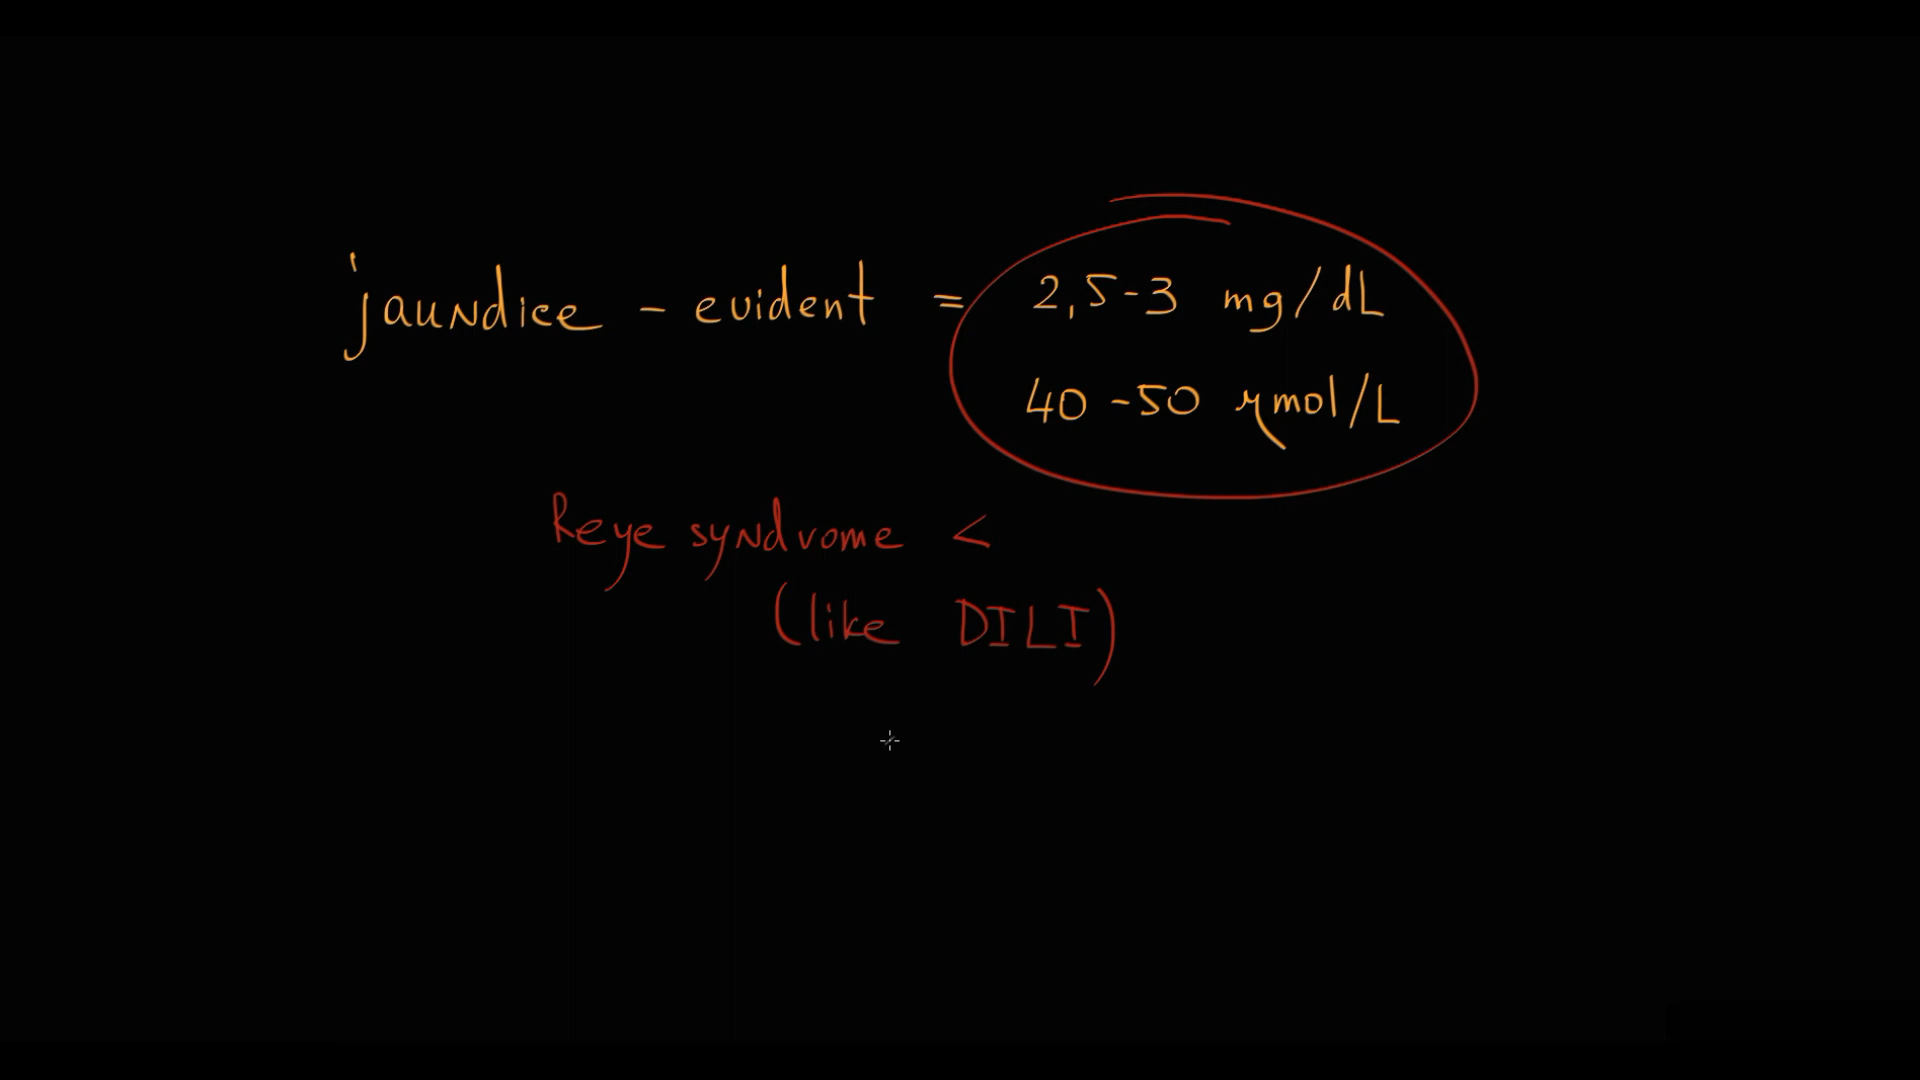 jaundice - evident = 2,5-3 mg/dL
40-50 μmol/L
Reye syndrome <
(like DILI)